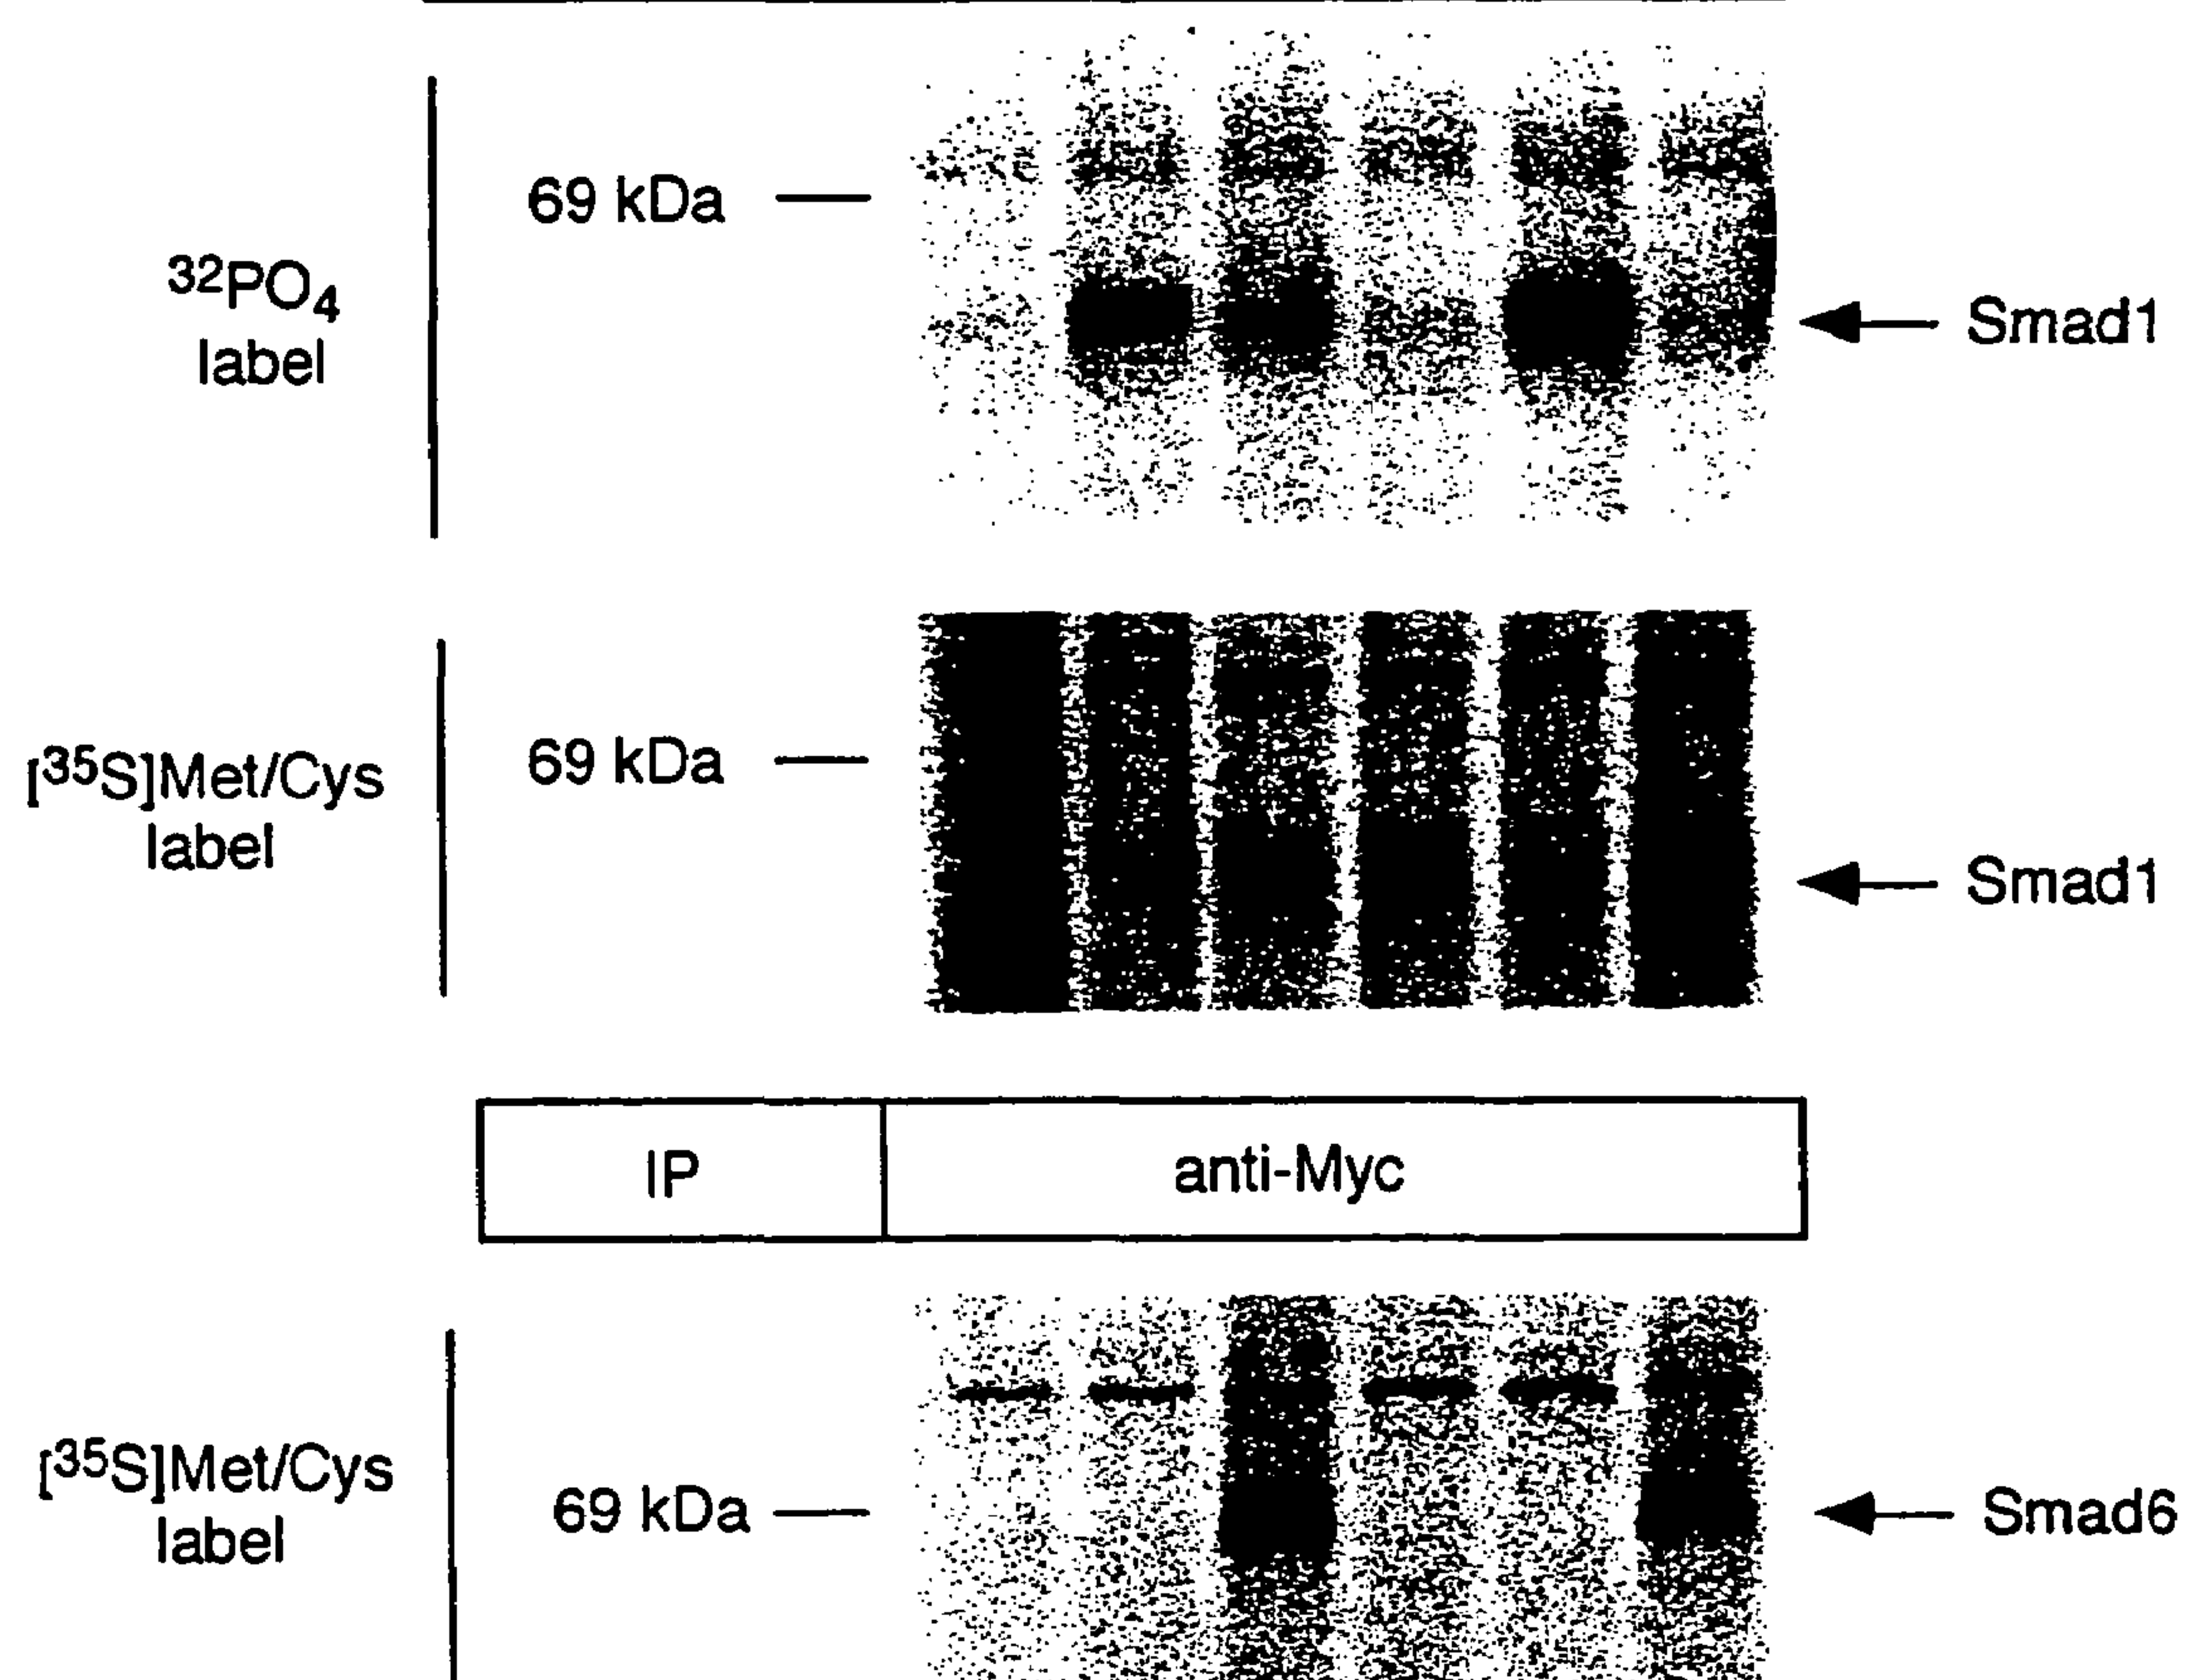 69 kDa
³²PO₄
label
Smad1
69 kDa
[³⁵S]Met/Cys
label
Smad1
IP
anti-Myc
[³⁵S]Met/Cys
label
69 kDa
Smad6